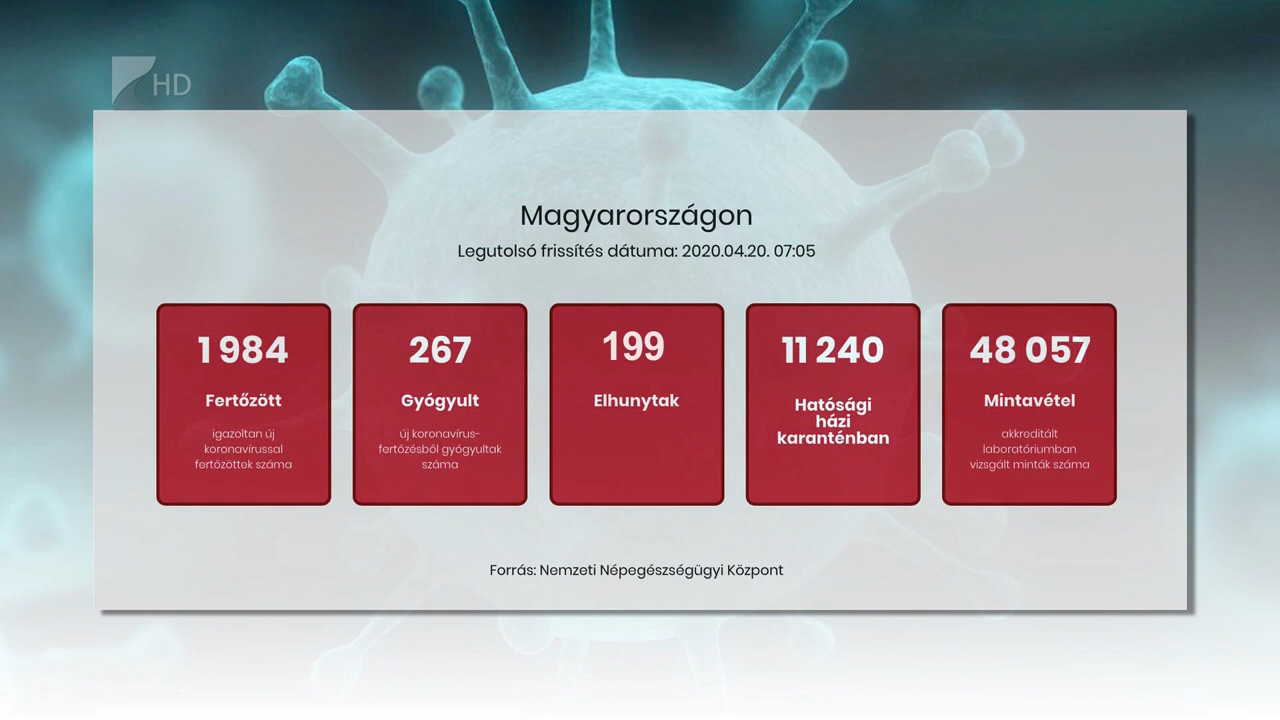 HD
Magyarországon
Legutolsó frissítés dátuma: 2020.04.20. 07:05
1 984
Fertőzött
igazoltan új
koronavírussal
fertőzöttek száma
267
Gyógyult
új koronavírus-
fertőzésből gyógyultak
száma
199
Elhunytak
11 240
Hatósági
házi
karanténban
48 057
Mintavétel
akkreditált
laboratóriumban
vizsgált minták száma
Forrás: Nemzeti Népegészségügyi Központ